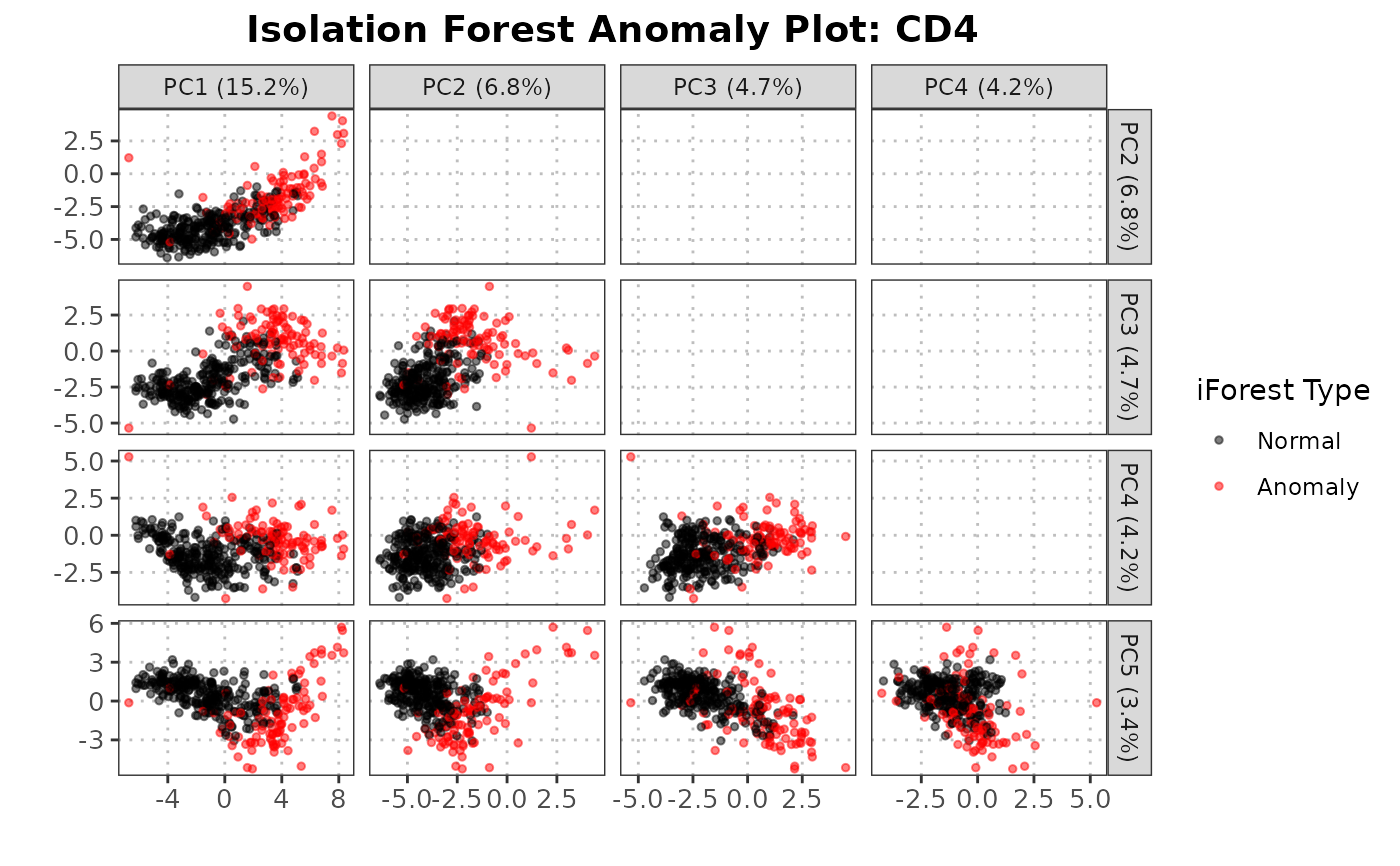 Isolation Forest Anomaly Plot: CD4
PC1 (15.2%) PC2 (6.8%) PC3 (4.7%) PC4 (4.2%)
2.5
0.0
-2.5
-5.0
PC2 (6.8%)
2.5
0.0
-2.5
-5.0
PC3 (4.7%)
5.0
2.5
0.0
-2.5
PC4 (4.2%)
6
3
0
-3
PC5 (3.4%)
-4 0 4 8 -5.0 -2.5 0.0 2.5 -5.0 -2.5 0.0 2.5 -2.5 0.0 2.5 5.0
iForest Type
Normal
Anomaly